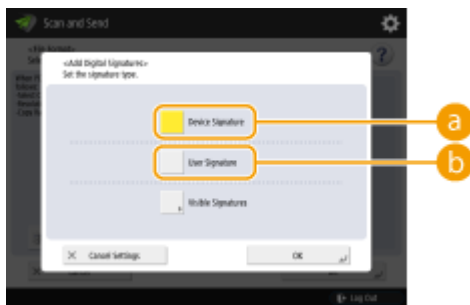 Scan and Send
<Add Digital Signatures>
Set the signature type.
Device Signature
a
User Signature
b
Visible Signatures
Cancel Settings
OK
Log Out